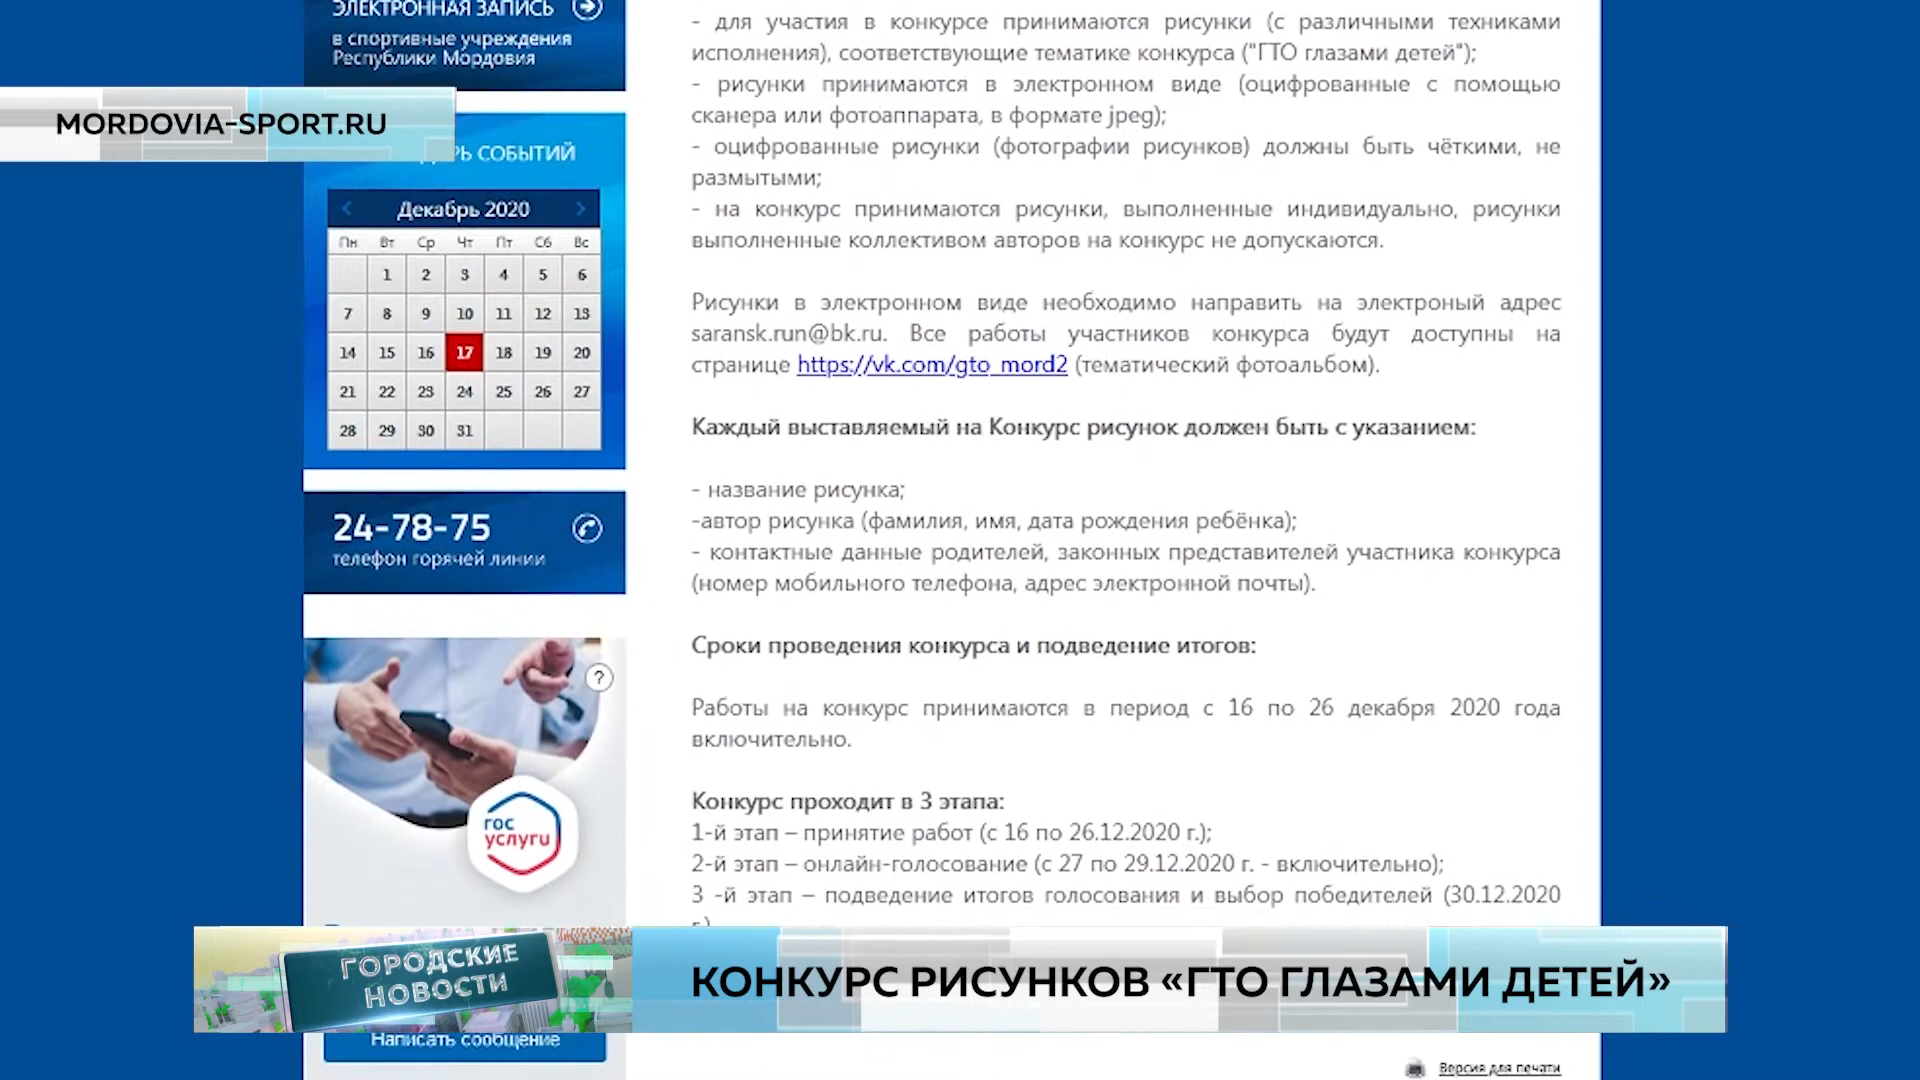 ЭЛЕКТРОННАЯ ЗАПИСЬ
в спортивные учреждения
Республики Мордовия
MORDOVIA-SPORT.RU
РЬ СОБЫТИЙ
Декабрь 2020
Пн Вт Ср Чт Пт Сб Вс
1 2 3 4 5 6
7 8 9 10 11 12 13
14 15 16 17 18 19 20
21 22 23 24 25 26 27
28 29 30 31
24-78-75
телефон горячей линии
?
гос
услуги
Написать сообщение
- для участия в конкурсе принимаются рисунки (с различными техниками
исполнения), соответствующие тематике конкурса ("ГТО глазами детей");
- рисунки принимаются в электронном виде (оцифрованные с помощью
сканера или фотоаппарата, в формате jpeg);
- оцифрованные рисунки (фотографии рисунков) должны быть чёткими, не
размытыми;
- на конкурс принимаются рисунки, выполненные индивидуально, рисунки
выполненные коллективом авторов на конкурс не допускаются.
Рисунки в электронном виде необходимо направить на электроный адрес
saransk.run@bk.ru. Все работы участников конкурса будут доступны на
странице https://vk.com/gto_mord2 (тематический фотоальбом).
Каждый выставляемый на Конкурс рисунок должен быть с указанием:
- название рисунка;
-автор рисунка (фамилия, имя, дата рождения ребёнка);
- контактные данные родителей, законных представителей участника конкурса
(номер мобильного телефона, адрес электронной почты).
Сроки проведения конкурса и подведение итогов:
Работы на конкурс принимаются в период с 16 по 26 декабря 2020 года
включительно.
Конкурс проходит в 3 этапа:
1-й этап – принятие работ (с 16 по 26.12.2020 г.);
2-й этап – онлайн-голосование (с 27 по 29.12.2020 г. - включительно);
3 -й этап – подведение итогов голосования и выбор победителей (30.12.2020
ГОРОДСКИЕ
НОВОСТИ
КОНКУРС РИСУНКОВ «ГТО ГЛАЗАМИ ДЕТЕЙ»
Версия для печати